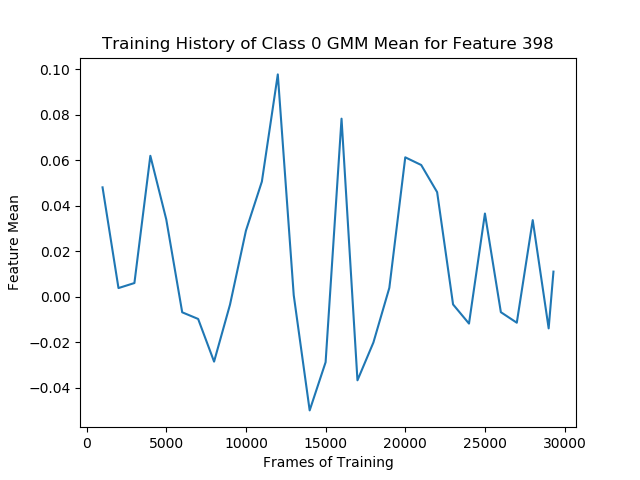 Training History of Class 0 GMM Mean for Feature 398
0.10
0.08
0.06
0.04
0.02
0.00
−0.02
−0.04
Feature Mean
0 5000 10000 15000 20000 25000 30000
Frames of Training